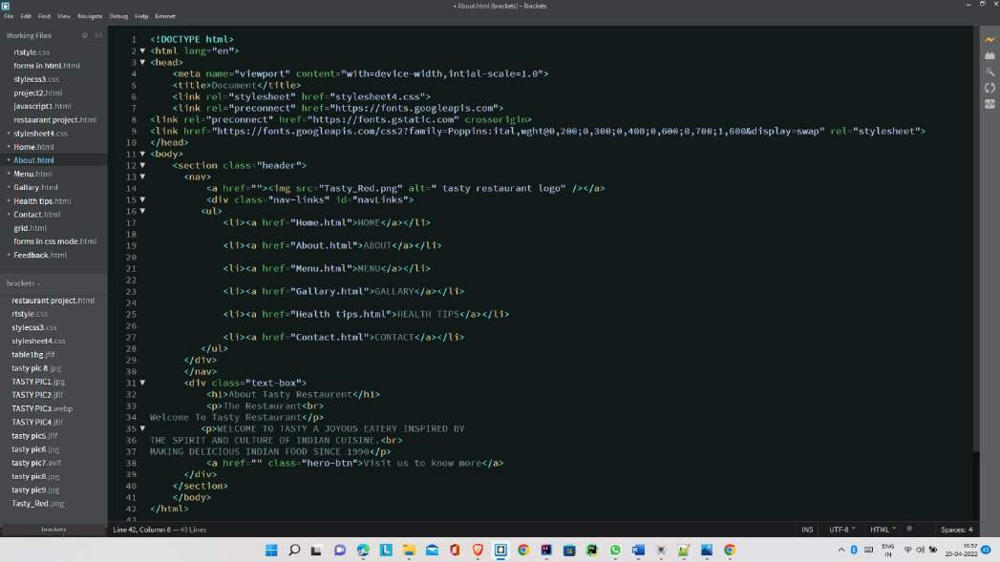 • About.html (brackets) - Brackets
File Edit Find View Navigate Debug Help Emmet
Working Files
rtstyle.css
forms in html.html
stylecss3.css
project2.html
javascript1.html
restaurant project.html
• stylesheet4.css
• Home.html
• About.html
• Menu.html
• Gallary.html
• Health tips.html
• Contact.html
grid.html
forms in css mode.html
• Feedback.html
brackets
restaurant project.html
rtstyle.css
stylecss3.css
stylesheet4.css
table1bg.jfif
tasty pic 8.jpg
TASTY PIC1.jpg
TASTY PIC2.jfif
TASTY PIC3.webp
TASTY PIC4.jfif
tasty pic5.jfif
tasty pic6.jpg
tasty pic7.avif
tasty pic8.jpg
tasty pic9.jpg
Tasty_Red.png
brackets
1 <!DOCTYPE html>
2 <html lang="en">
3 <head>
4 <meta name="viewport" content="with=device-width,intial-scale=1.0">
5 <title>Document</title>
6 <link rel="stylesheet" href="stylesheet4.css">
7 <link rel="preconnect" href="https://fonts.googleapis.com">
8 <link rel="preconnect" href="https://fonts.gstatic.com" crossorigin>
9 <link href="https://fonts.googleapis.com/css2?family=Poppins:ital,wght@0,200;0,300;0,400;0,600;0,700;1,600&display=swap" rel="stylesheet">
10 </head>
11 <body>
12 <section class="header">
13 <nav>
14 <a href=""><img src="Tasty_Red.png" alt=" tasty restaurant logo" /></a>
15 <div class="nav-links" id="navLinks">
16 <ul>
17 <li><a href="Home.html">HOME</a></li>
18
19 <li><a href="About.html">ABOUT</a></li>
20
21 <li><a href="Menu.html">MENU</a></li>
22
23 <li><a href="Gallary.html">GALLARY</a></li>
24
25 <li><a href="Health tips.html">HEALTH TIPS</a></li>
26
27 <li><a href="Contact.html">CONTACT</a></li>
28 </ul>
29 </div>
30 </nav>
31 <div class="text-box">
32 <h1>About Tasty Restaurent</h1>
33 <p>The Restaurant<br>
34 Welcome To Tasty Restaurant</p>
35 <p>WELCOME TO TASTY A JOYOUS EATERY INSPIRED BY
36 THE SPIRIT AND CULTURE OF INDIAN CUISINE.<br>
37 MAKING DELICIOUS INDIAN FOOD SINCE 1990</p>
38 <a href="" class="hero-btn">Visit us to know more</a>
39 </div>
40 </section>
41 </body>
42 </html>
43
Line 42, Column 8 — 49 Lines
INS UTF-8 HTML Spaces: 4
ENG
IN
16:57
20-04-2022